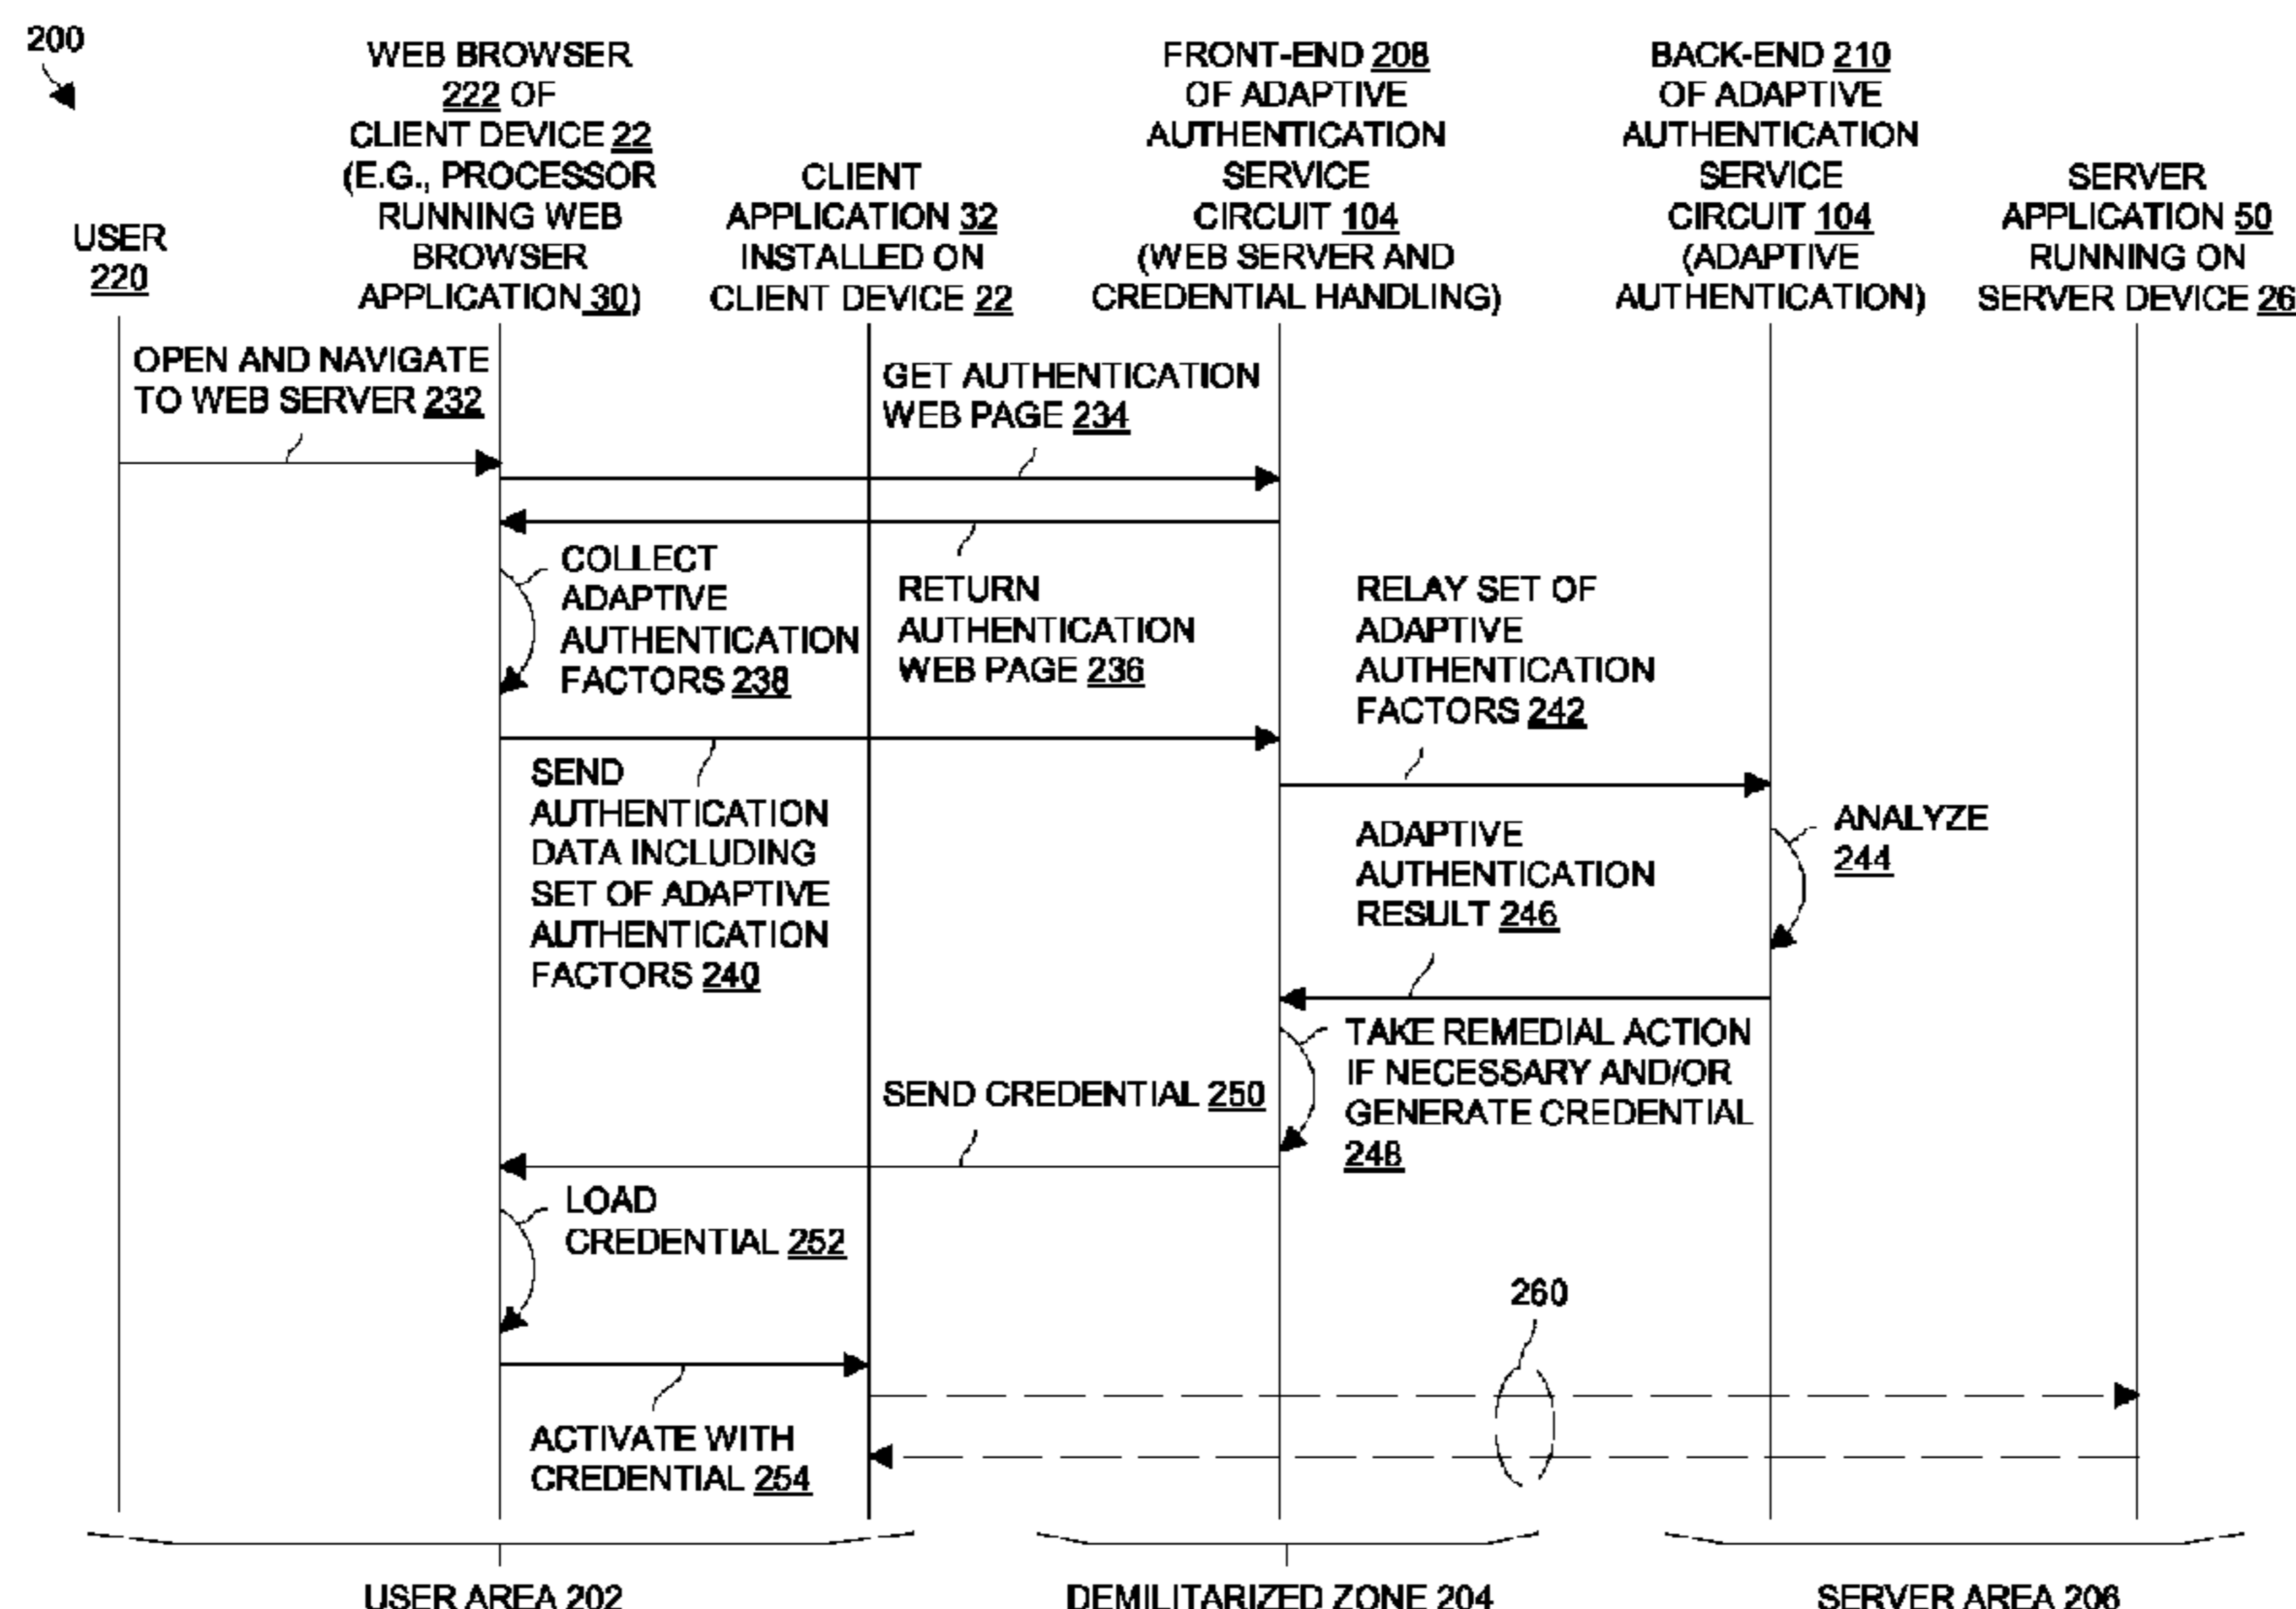 200
USER
220
WEB BROWSER
222 OF
CLIENT DEVICE 22
(E.G., PROCESSOR
RUNNING WEB
BROWSER
APPLICATION 30)
CLIENT
APPLICATION 32
INSTALLED ON
CLIENT DEVICE 22
FRONT-END 208
OF ADAPTIVE
AUTHENTICATION
SERVICE
CIRCUIT 104
(WEB SERVER AND
CREDENTIAL HANDLING)
BACK-END 210
OF ADAPTIVE
AUTHENTICATION
SERVICE
CIRCUIT 104
(ADAPTIVE
AUTHENTICATION)
SERVER
APPLICATION 50
RUNNING ON
SERVER DEVICE 26
OPEN AND NAVIGATE
TO WEB SERVER 232
GET AUTHENTICATION
WEB PAGE 234
RETURN
AUTHENTICATION
WEB PAGE 236
COLLECT
ADAPTIVE
AUTHENTICATION
FACTORS 238
SEND
AUTHENTICATION
DATA INCLUDING
SET OF ADAPTIVE
AUTHENTICATION
FACTORS 240
RELAY SET OF
ADAPTIVE
AUTHENTICATION
FACTORS 242
ANALYZE
244
ADAPTIVE
AUTHENTICATION
RESULT 246
TAKE REMEDIAL ACTION
IF NECESSARY AND/OR
GENERATE CREDENTIAL
248
SEND CREDENTIAL 250
LOAD
CREDENTIAL 252
ACTIVATE WITH
CREDENTIAL 254
260
USER AREA 202
DEMILITARIZED ZONE 204
SERVER AREA 206